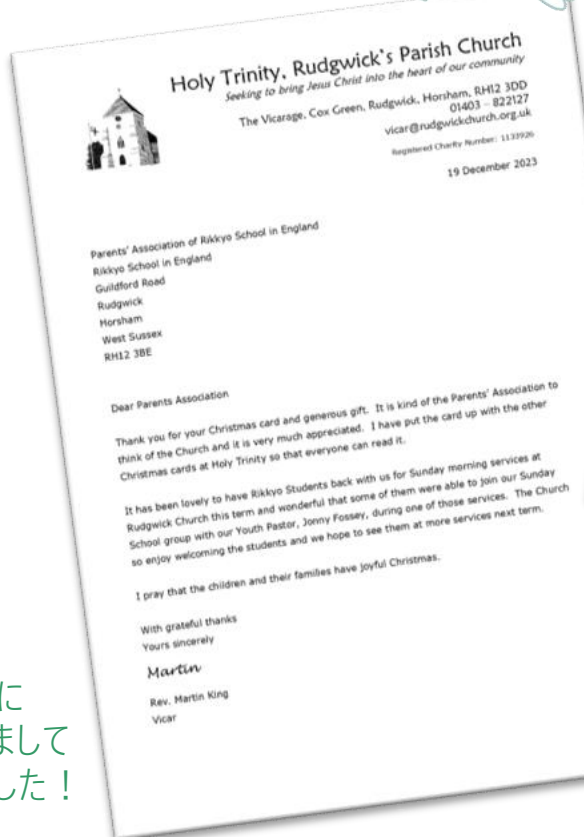 Holy Trinity, Rudgwick`s Parish Church
Seeking to bring Jesus Christ into the heart of our community
The Vicarage, Cox Green, Rudgwick, Horsham, RH12 3DD
01403 – 822127
vicar@rudgwickchurch.org.uk
Registered Charity Number: 1133926
19 December 2023
Parents' Association of Rikkyo School in England
Rikkyo School in England
Guildford Road
Rudgwick
Horsham
West Sussex
RH12 3BE
Dear Parents Association
Thank you for your Christmas card and generous gift. It is kind of the Parents' Association to
think of the Church and it is very much appreciated. I have put the card up with the other
Christmas cards at Holy Trinity so that everyone can read it.
It has been lovely to have Rikkyo Students back with us for Sunday morning services at
Rudgwick Church this term and wonderful that some of them were able to join our Sunday
School group with our Youth Pastor, Jonny Fossey, during one of those services. The Church
so enjoy welcoming the students and we hope to see them at more services next term.
I pray that the children and their families have joyful Christmas.
With grateful thanks
Yours sincerely
Martin
Rev. Martin King
Vicar
に
まして
した！